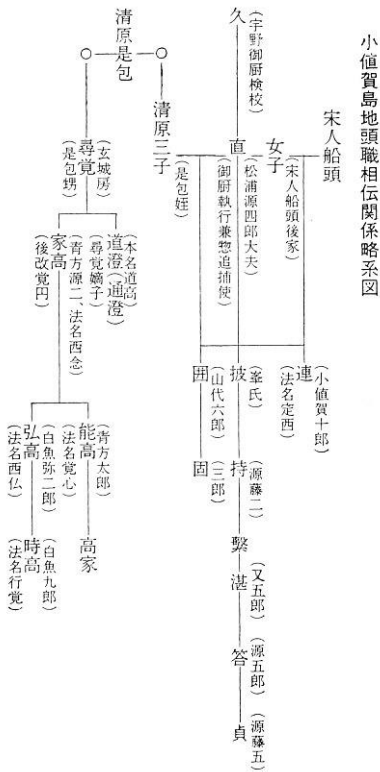 小値賀島地頭職相伝関係略系図
宋人船頭
女子
(宋人船頭後家)
連
(小値賀十郎)
(法名定西)
久
(宇野御厨検校)
直
(松浦源四郎大夫)
(御厨執行兼惣追捕使)
披
(峯氏)
持
(源藤二)
繫
湛
(又五郎)
答
(源五郎)
貞
(源藤五)
囲
(山代六郎)
固
(三郎)
清原三子
(是包姪)
清原是包
尋覚
(玄城房)
(是包甥)
道澄(通澄)
(本名道高)
(尋覚嫡子)
家高
(青方源二、法名西念)
後改覚円
能高
(青方太郎)
(法名覚心)
高家
弘高
(白魚弥二郎)
(法名西仏)
時高
(白魚九郎)
(法名行覚)